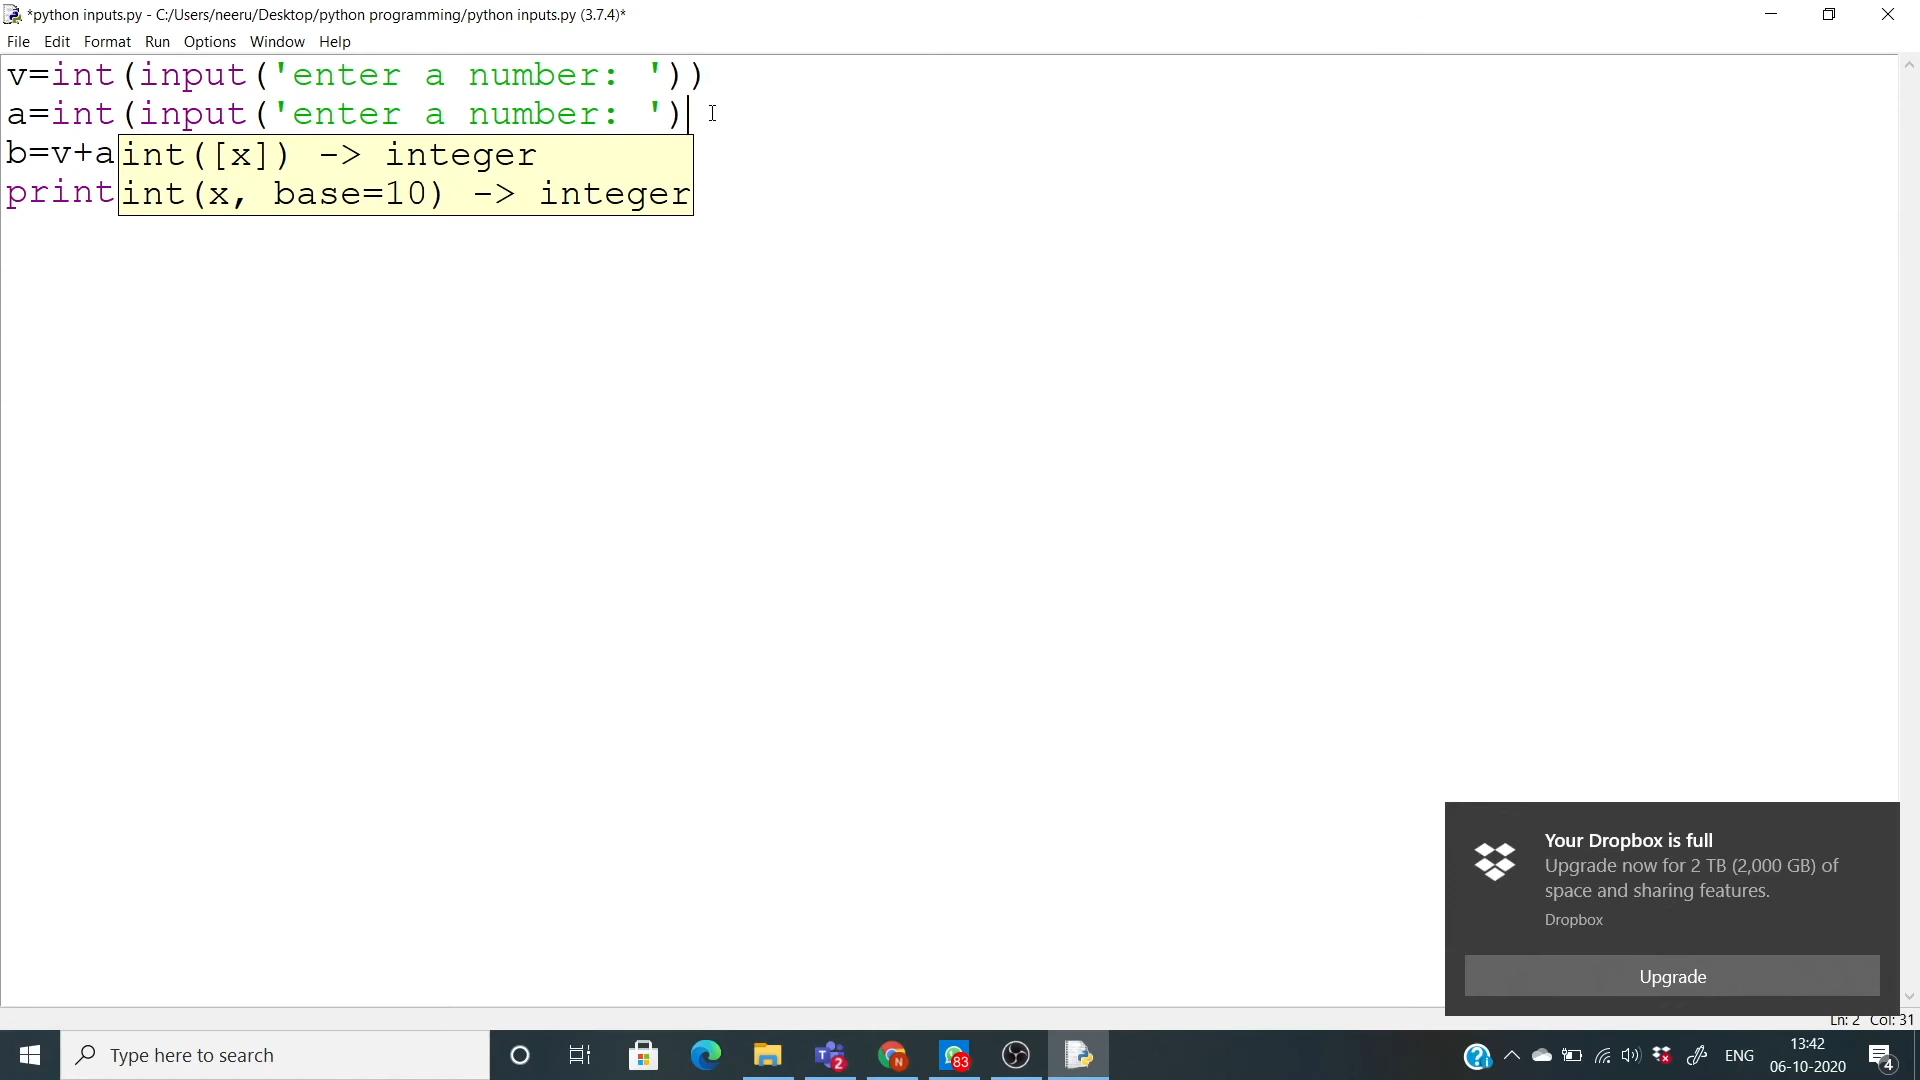 *python inputs.py - C:/Users/neeru/Desktop/python programming/python inputs.py (3.7.4)*
File Edit Format Run Options Window Help
v=int(input('enter a number: '))
a=int(input('enter a number: ')
b=v+a
int([x]) -> integer
print
int(x, base=10) -> integer
Your Dropbox is full
Upgrade now for 2 TB (2,000 GB) of
space and sharing features.
Dropbox
Upgrade
Ln: 2 Col: 31
Type here to search
T
2
N
83
ENG
13:42
06-10-2020
4